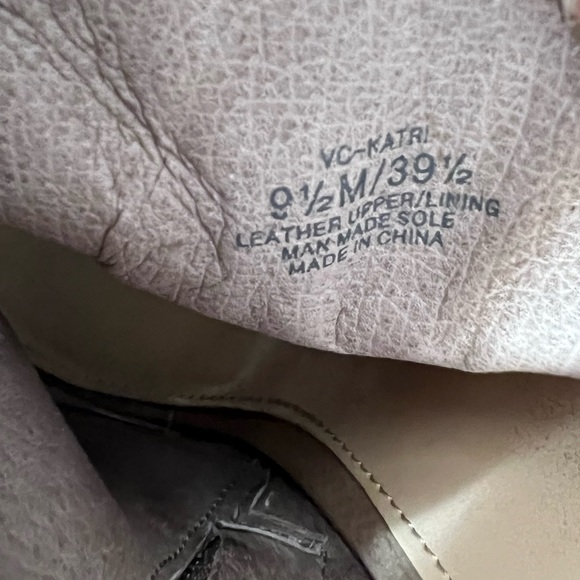 VC-KATRI
9 ½ M/39 ½
LEATHER UPPER/LINING
MAN MADE SOLE
MADE IN CHINA